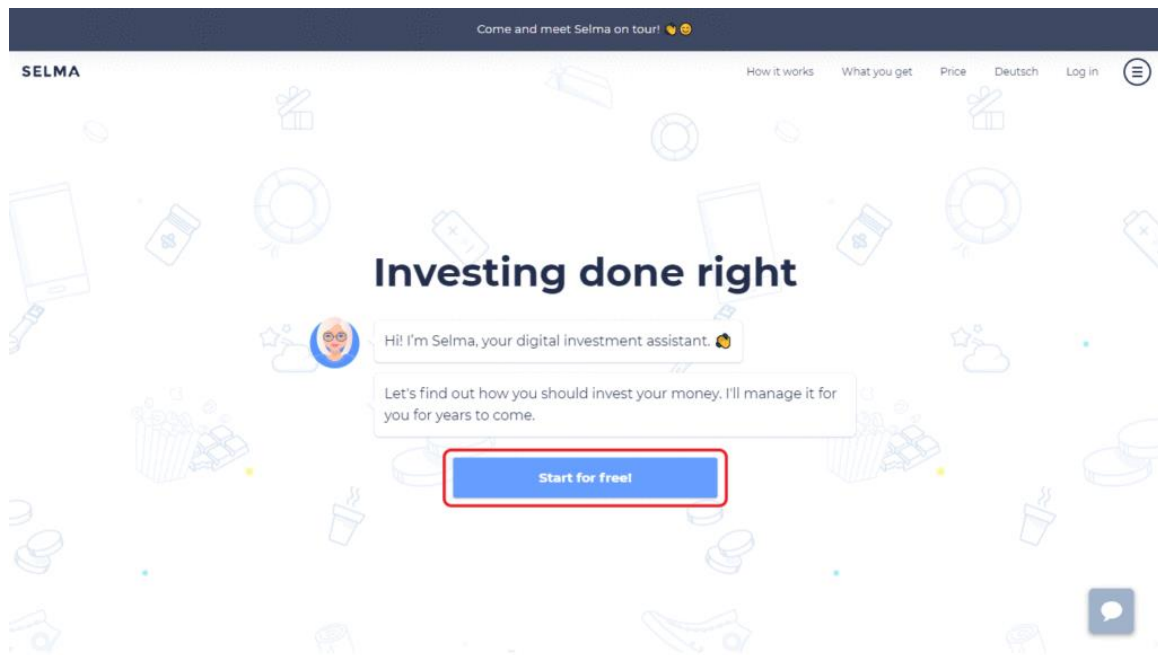 Come and meet Selma on tour! 👏😊
SELMA
How it works What you get Price Deutsch Log in
Investing done right
Hi! I'm Selma, your digital investment assistant. 👏
Let's find out how you should invest your money. I'll manage it for
you for years to come.
Start for free!